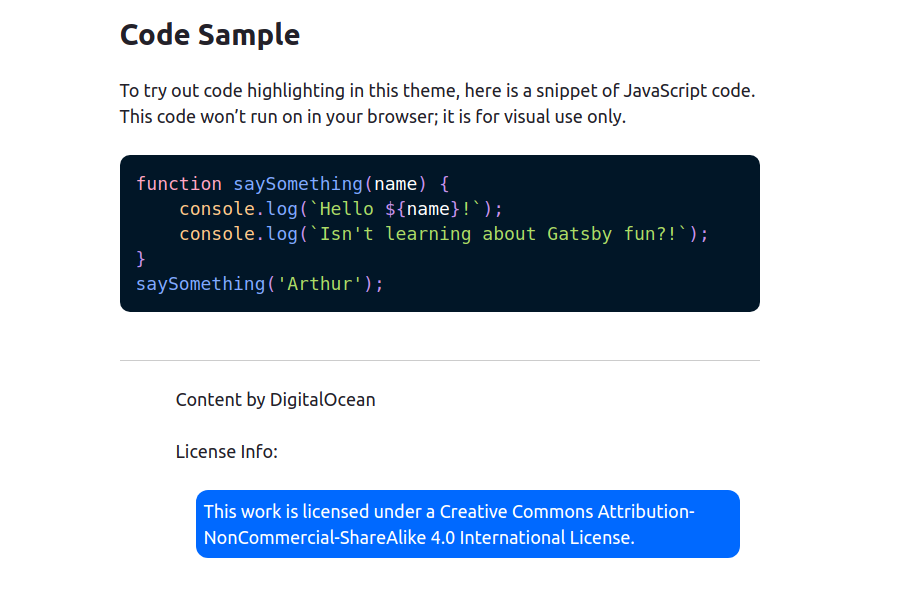 Code Sample
To try out code highlighting in this theme, here is a snippet of JavaScript code.
This code won’t run on in your browser; it is for visual use only.
function saySomething(name) {
    console.log(`Hello ${name}!`);
    console.log(`Isn't learning about Gatsby fun?!`);
}
saySomething('Arthur');
Content by DigitalOcean
License Info:
This work is licensed under a Creative Commons Attribution-
NonCommercial-ShareAlike 4.0 International License.